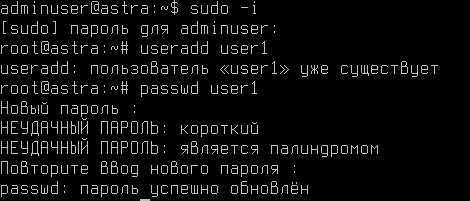 adminuser@astra:~$ sudo -i
[sudo] пароль для adminuser:
root@astra:~# useradd user1
useradd: пользователь «user1» уже существует
root@astra:~# passwd user1
Новый пароль :
НЕУДАЧНЫЙ ПАРОЛЬ: короткий
НЕУДАЧНЫЙ ПАРОЛЬ: является палиндромом
Повторите ввод нового пароля :
passwd: пароль успешно обновлён